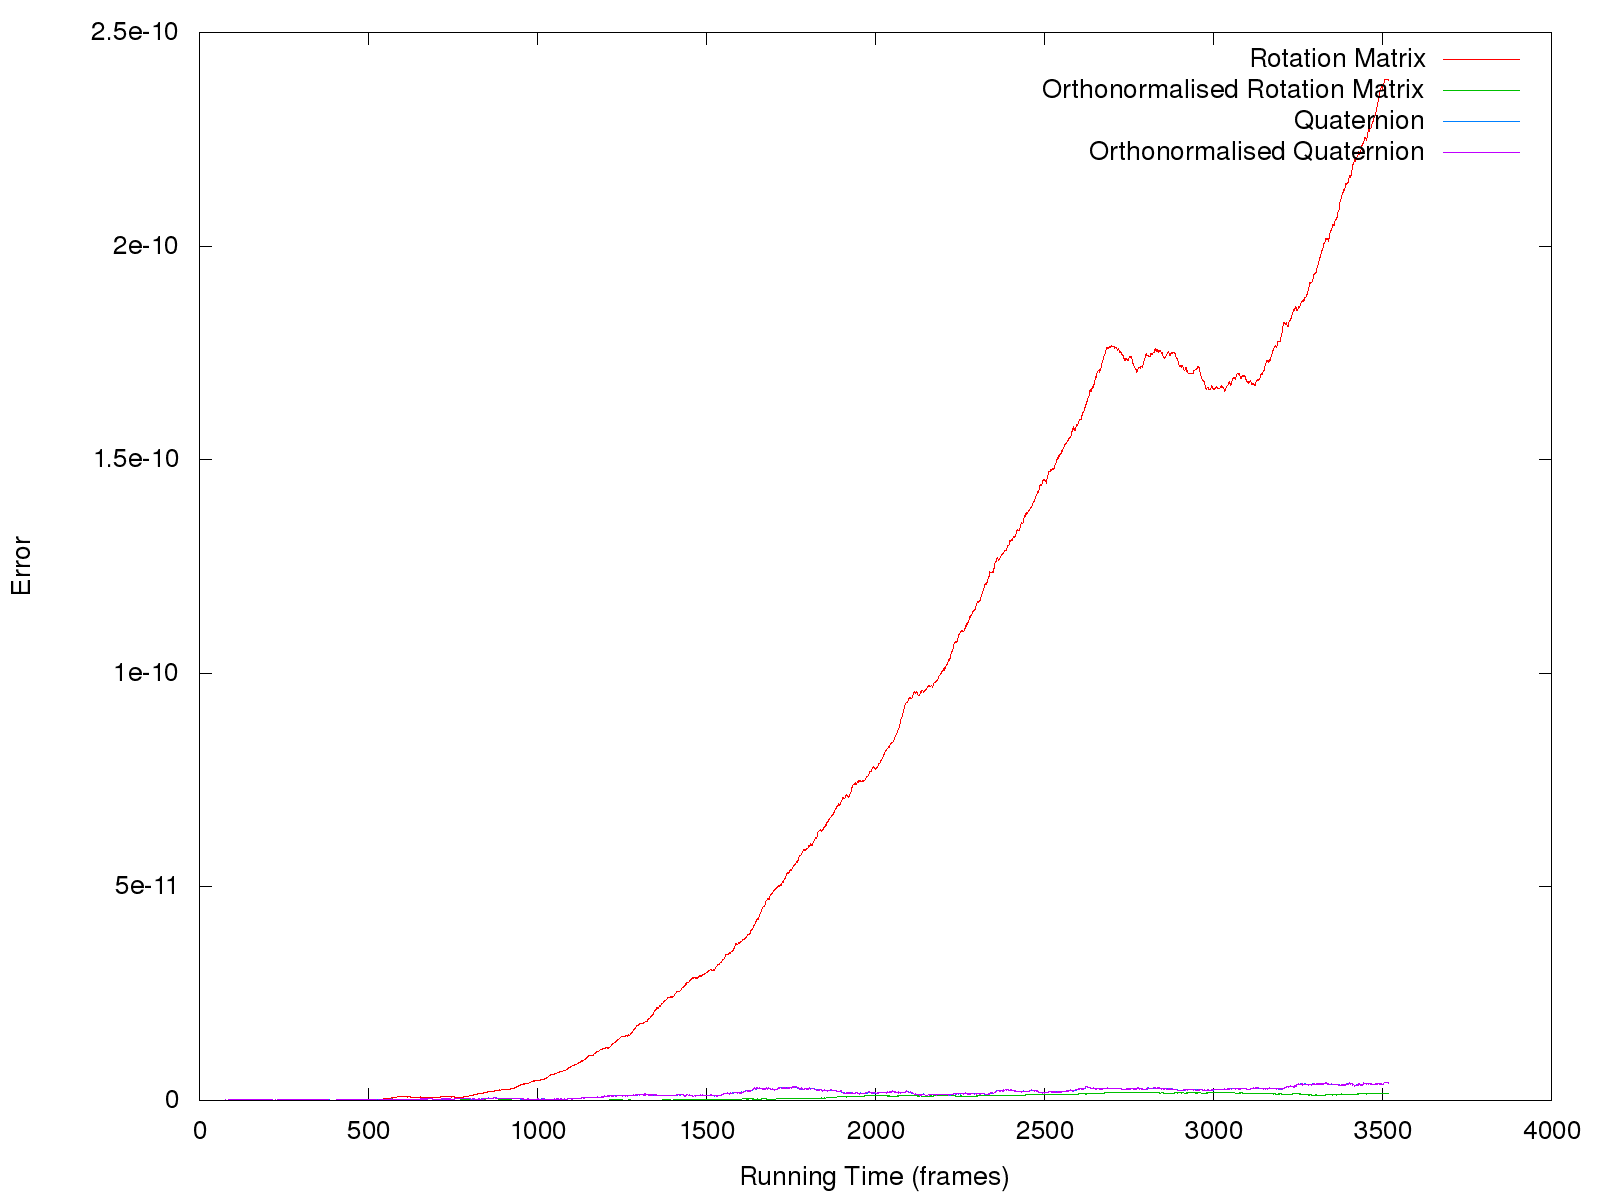 2.5e-10
2e-10
1.5e-10
1e-10
5e-11
0
Error
Rotation Matrix
Orthonormalised Rotation Matrix
Quaternion
Orthonormalised Quaternion
0 500 1000 1500 2000 2500 3000 3500 4000
Running Time (frames)